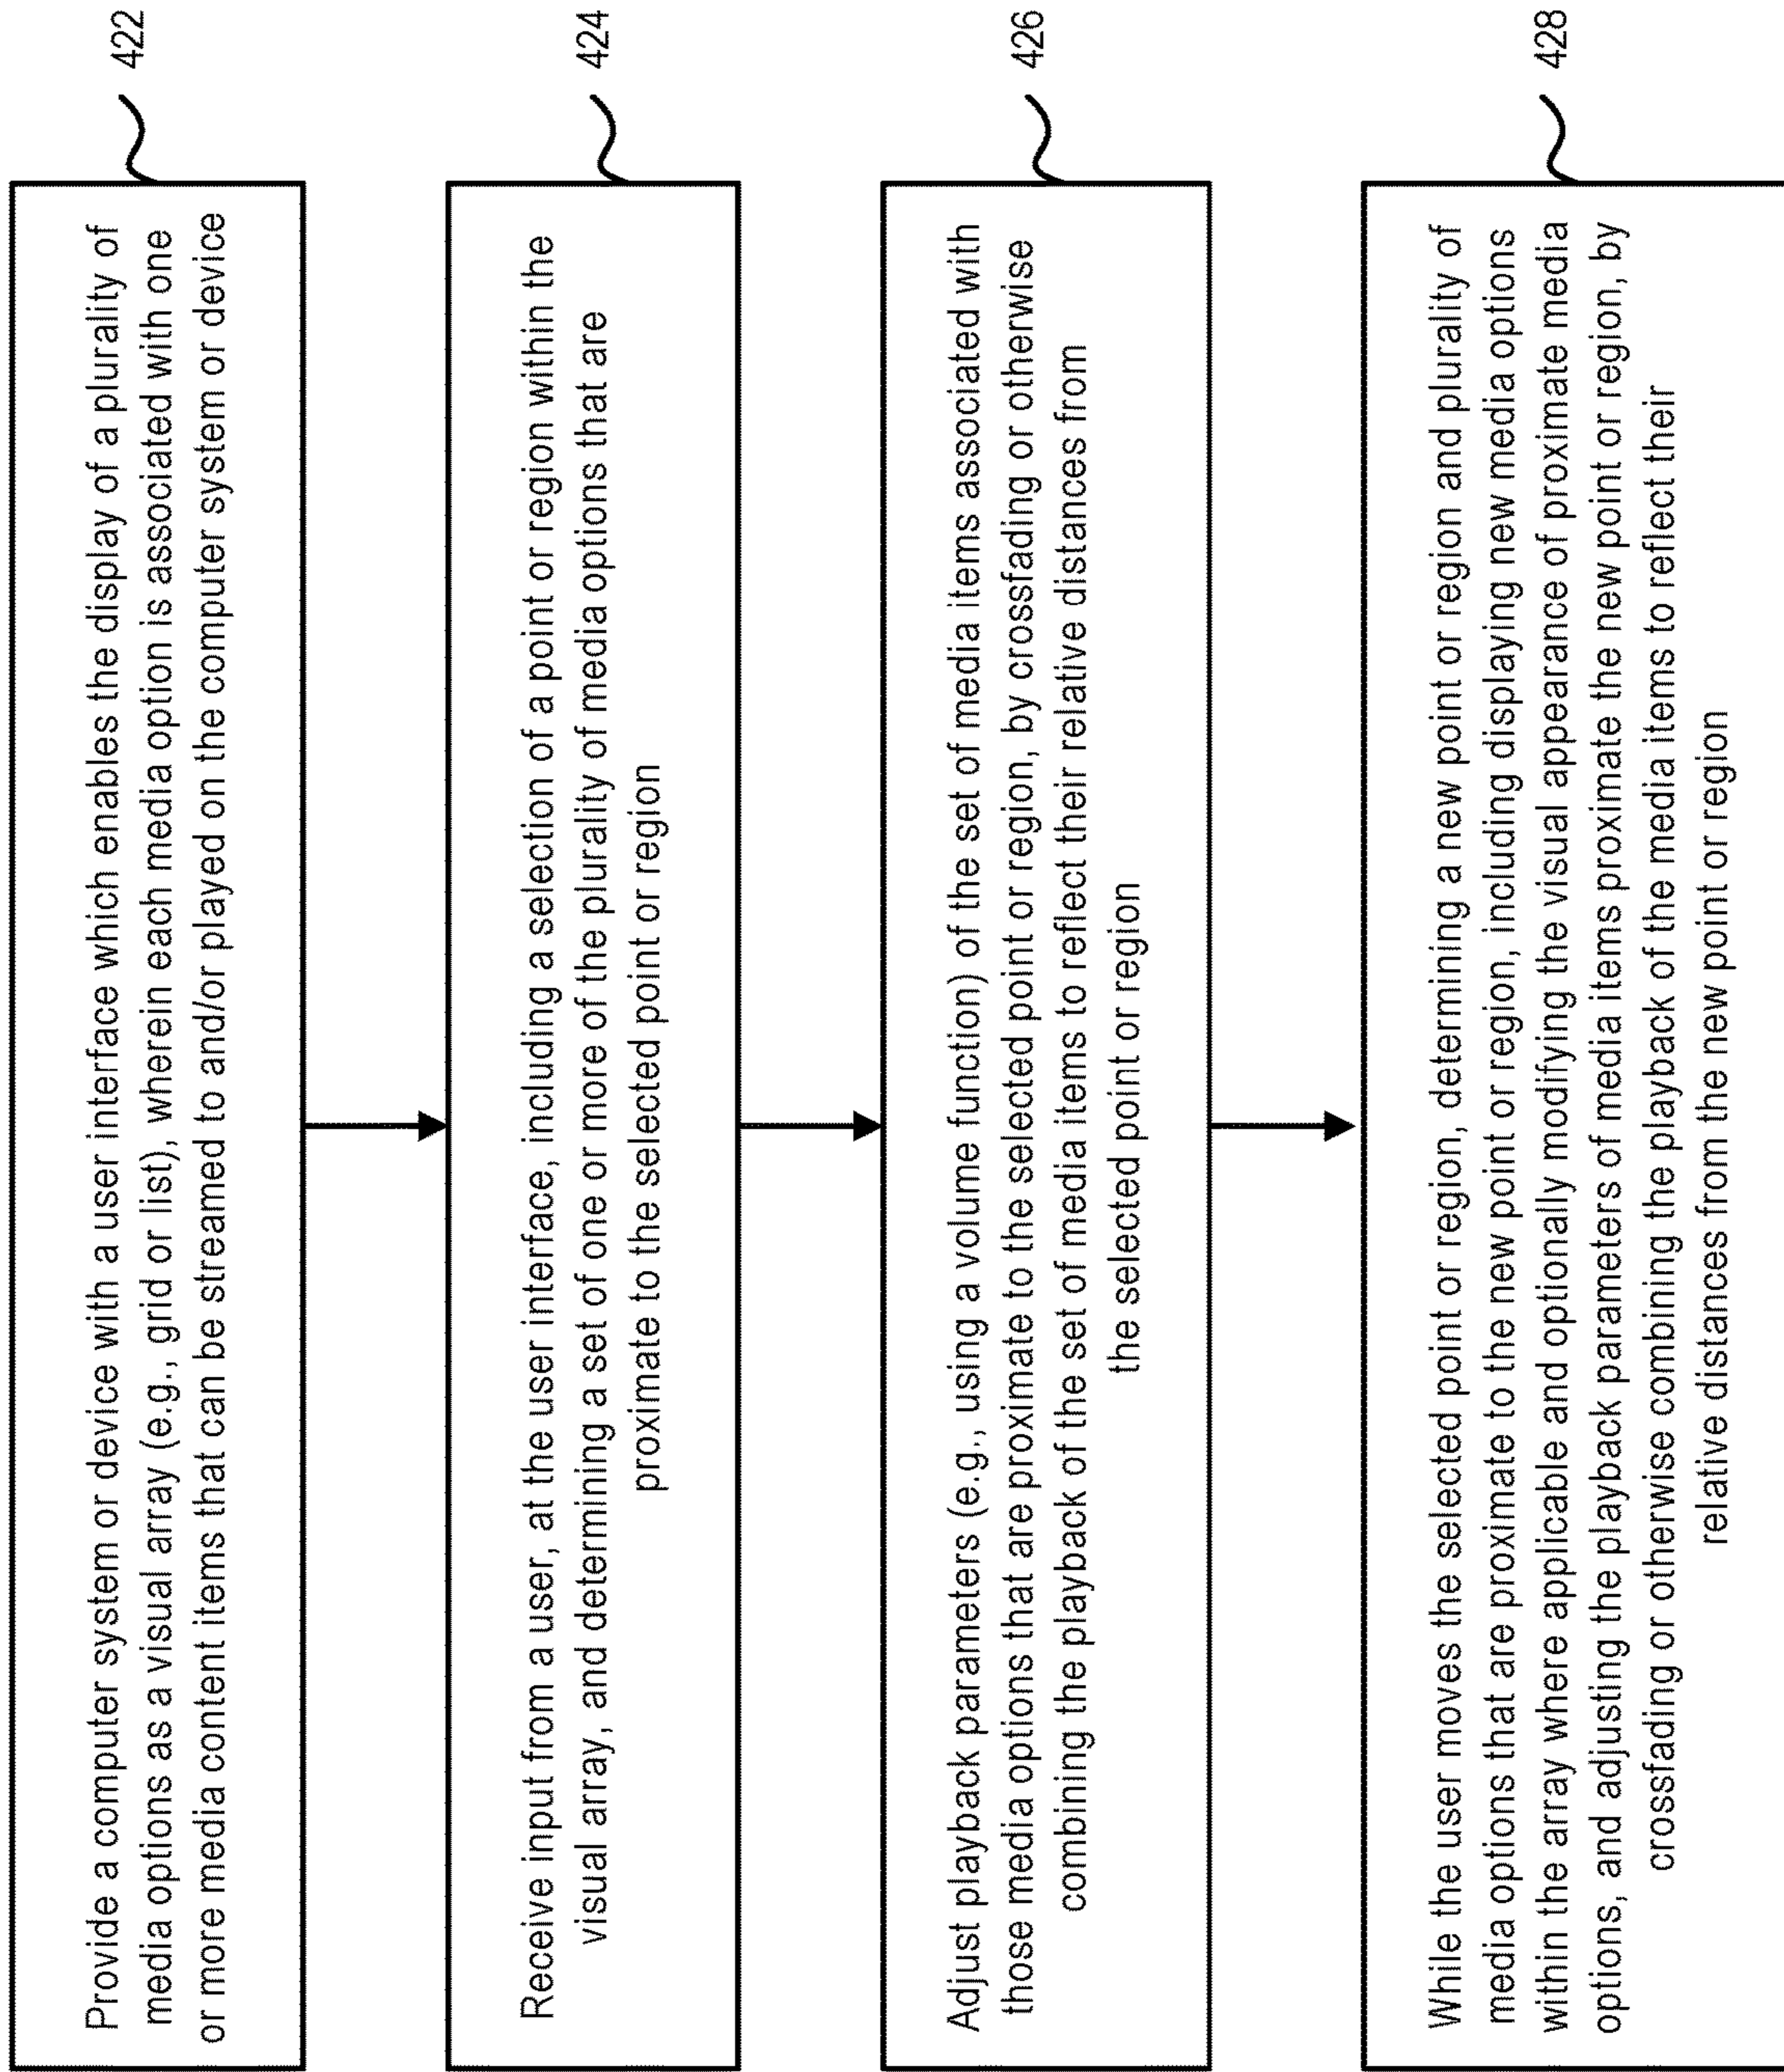 Provide a computer system or device with a user interface which enables the display of a plurality of
media options as a visual array (e.g., grid or list), wherein each media option is associated with one
or more media content items that can be streamed to and/or played on the computer system or device
422
Receive input from a user, at the user interface, including a selection of a point or region within the
visual array, and determining a set of one or more of the plurality of media options that are
proximate to the selected point or region
424
Adjust playback parameters (e.g., using a volume function) of the set of media items associated with
those media options that are proximate to the selected point or region, by crossfading or otherwise
combining the playback of the set of media items to reflect their relative distances from
the selected point or region
426
While the user moves the selected point or region, determining a new point or region and plurality of
media options that are proximate to the new point or region, including displaying new media options
within the array where applicable and optionally modifying the visual appearance of proximate media
options, and adjusting the playback parameters of media items proximate the new point or region, by
crossfading or otherwise combining the playback of the media items to reflect their
relative distances from the new point or region
428